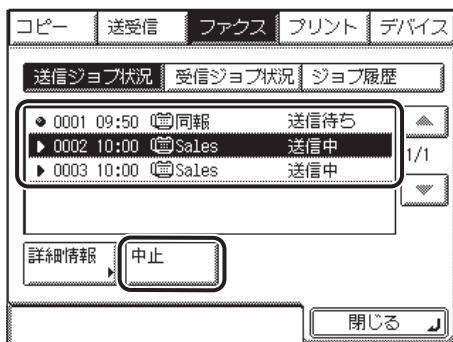 コピー 送受信 ファクス プリント デバイス
送信ジョブ状況 受信ジョブ状況 ジョブ履歴
0001 09:50 同報 送信待ち
0002 10:00 Sales 送信中
1/1
0003 10:00 Sales 送信中
詳細情報 中止
閉じる